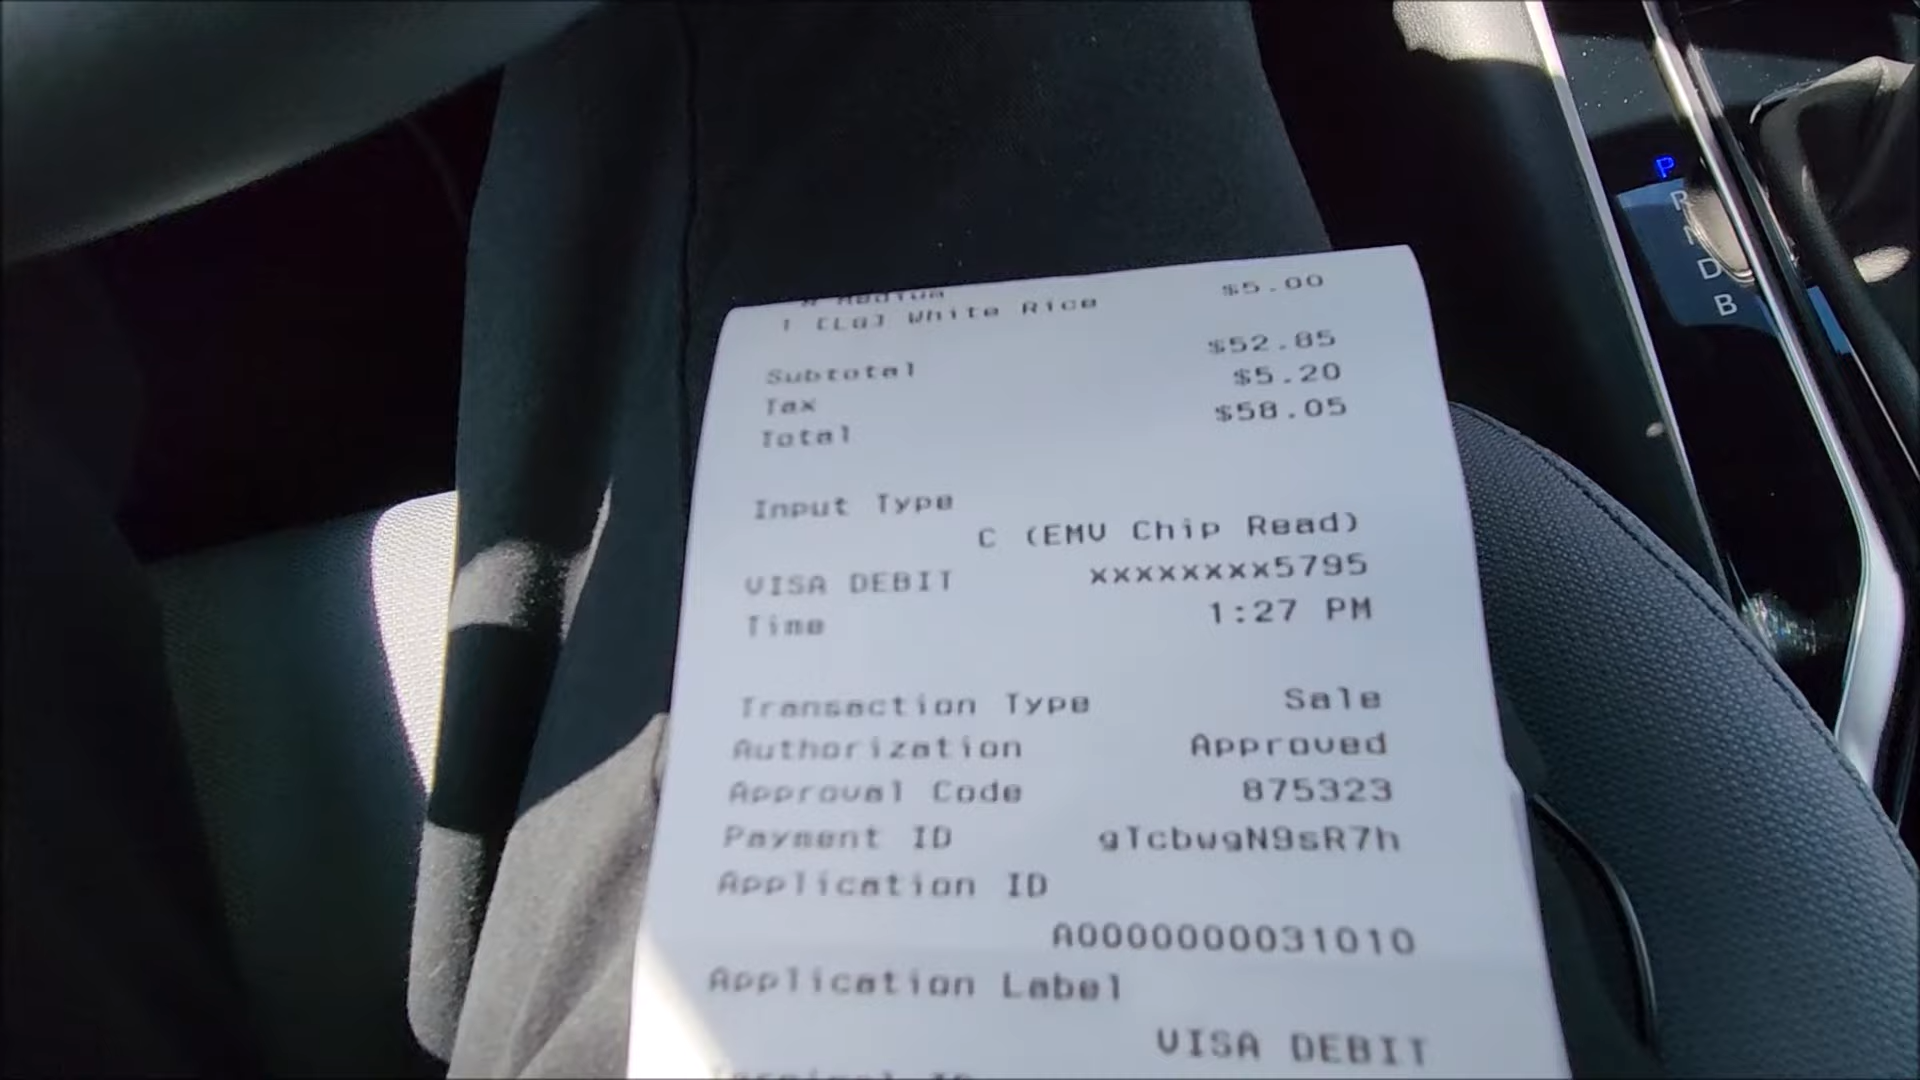 * Medium
1 [LG] White Rice $5.00
Subtotal $52.85
Tax $5.20
Total $58.05
Input Type
C (EMV Chip Read)
VISA DEBIT xxxxxxxx5795
Time 1:27 PM
Transaction Type Sale
Authorization Approved
Approval Code 875323
Payment ID gTcbwgN9sR7h
Application ID
A0000000031010
Application Label
VISA DEBIT
P
R
N
D
B